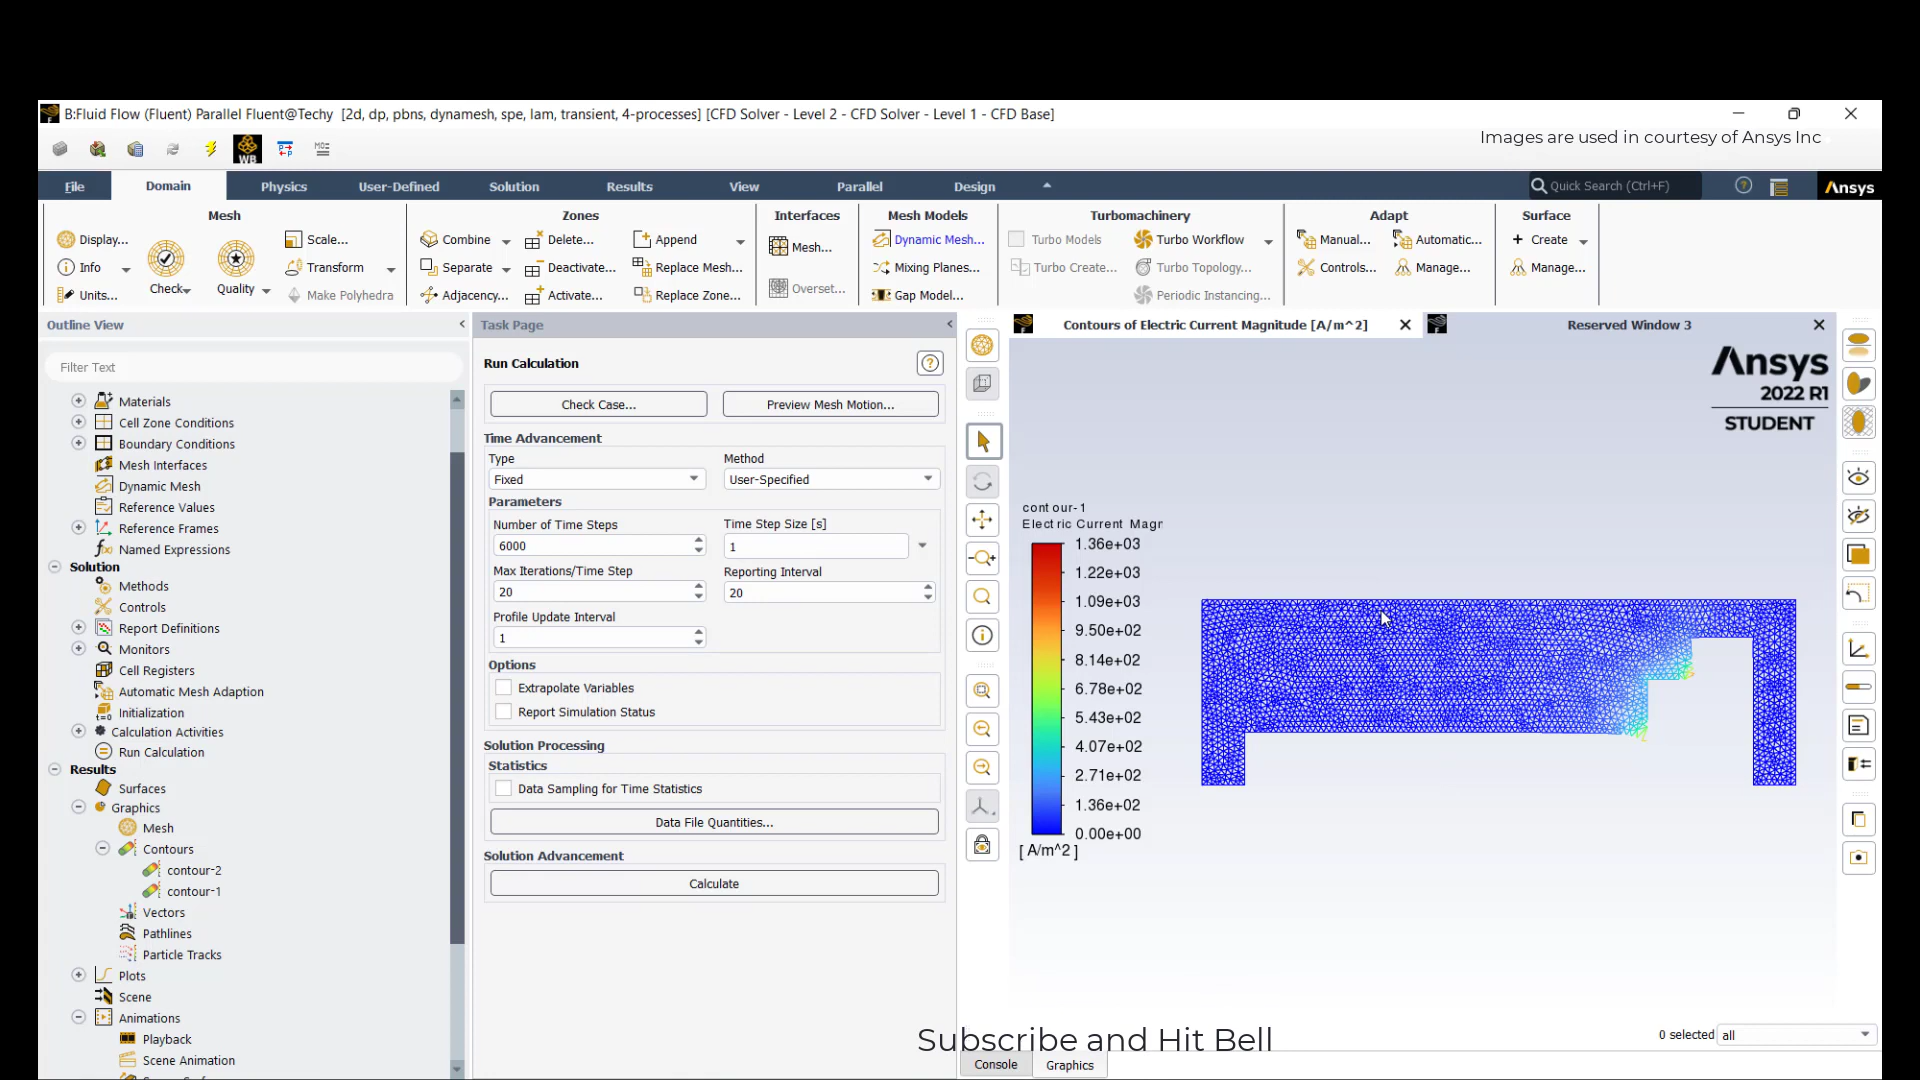 B:Fluid Flow (Fluent) Parallel Fluent@Techy [2d, dp, pbns, dynamesh, spe, lam, transient, 4-processes] [CFD Solver - Level 2 - CFD Solver - Level 1 - CFD Base]
Images are used in courtesy of Ansys Inc
WB
File Domain Physics User-Defined Solution Results View Parallel Design Quick Search (Ctrl+F) Ansys
Mesh Zones Interfaces Mesh Models Turbomachinery Adapt Surface
Display... Scale... Combine Delete... Append Mesh... Dynamic Mesh... Turbo Models Turbo Workflow Manual... Automatic... + Create
Info Transform Separate Deactivate... Replace Mesh... Mixing Planes... Turbo Create... Turbo Topology... Controls... Manage... Manage...
Units... Check Quality Make Polyhedra Adjacency... Activate... Replace Zone... Overset... Gap Model... Periodic Instancing...
Outline View
Filter Text
Materials
Cell Zone Conditions
Boundary Conditions
Mesh Interfaces
Dynamic Mesh
Reference Values
Reference Frames
Named Expressions
Solution
Methods
Controls
Report Definitions
Monitors
Cell Registers
Automatic Mesh Adaption
Initialization
Calculation Activities
Run Calculation
Results
Surfaces
Graphics
Mesh
Contours
contour-2
contour-1
Vectors
Pathlines
Particle Tracks
Plots
Scene
Animations
Playback
Scene Animation
Task Page
Run Calculation
Check Case... Preview Mesh Motion...
Time Advancement
Type Method
Fixed User-Specified
Parameters
Number of Time Steps Time Step Size [s]
6000 1
Max Iterations/Time Step Reporting Interval
20 20
Profile Update Interval
1
Options
Extrapolate Variables
Report Simulation Status
Solution Processing
Statistics
Data Sampling for Time Statistics
Data File Quantities...
Solution Advancement
Calculate
Contours of Electric Current Magnitude [A/m^2] Reserved Window 3
Ansys
2022 R1
STUDENT
contour-1
Electric Current Magr
1.36e+03
1.22e+03
1.09e+03
9.50e+02
8.14e+02
6.78e+02
5.43e+02
4.07e+02
2.71e+02
1.36e+02
0.00e+00
[ A/m^2 ]
0 selected all
Subscribe and Hit Bell
Console Graphics